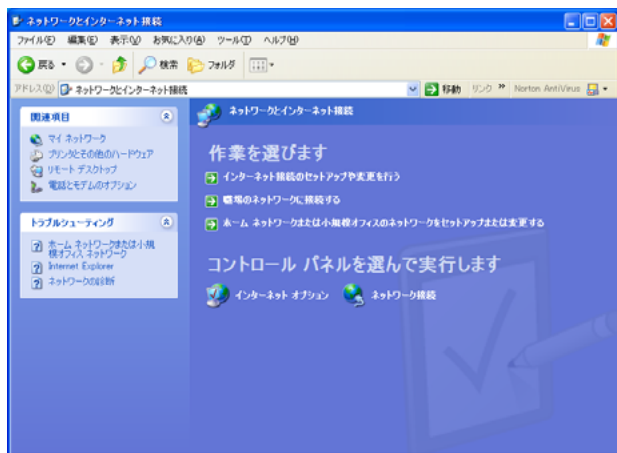 ネットワークとインターネット接続
ファイル(F) 編集(E) 表示(V) お気に入り(A) ツール(T) ヘルプ(H)
戻る 検索 フォルダ
アドレス(D) ネットワークとインターネット接続 移動 リンク » Norton AntiVirus
関連項目
マイ ネットワーク
プリンタとその他のハードウェア
リモート デスクトップ
電話とモデムのオプション
トラブルシューティング
ホーム ネットワークまたは小規
模オフィス ネットワーク
Internet Explorer
ネットワークの診断
ネットワークとインターネット接続
作業を選びます
インターネット接続のセットアップや変更を行う
職場のネットワークに接続する
ホーム ネットワークまたは小規模オフィスのネットワークをセットアップまたは変更する
コントロール パネルを選んで実行します
インターネット オプション ネットワーク接続